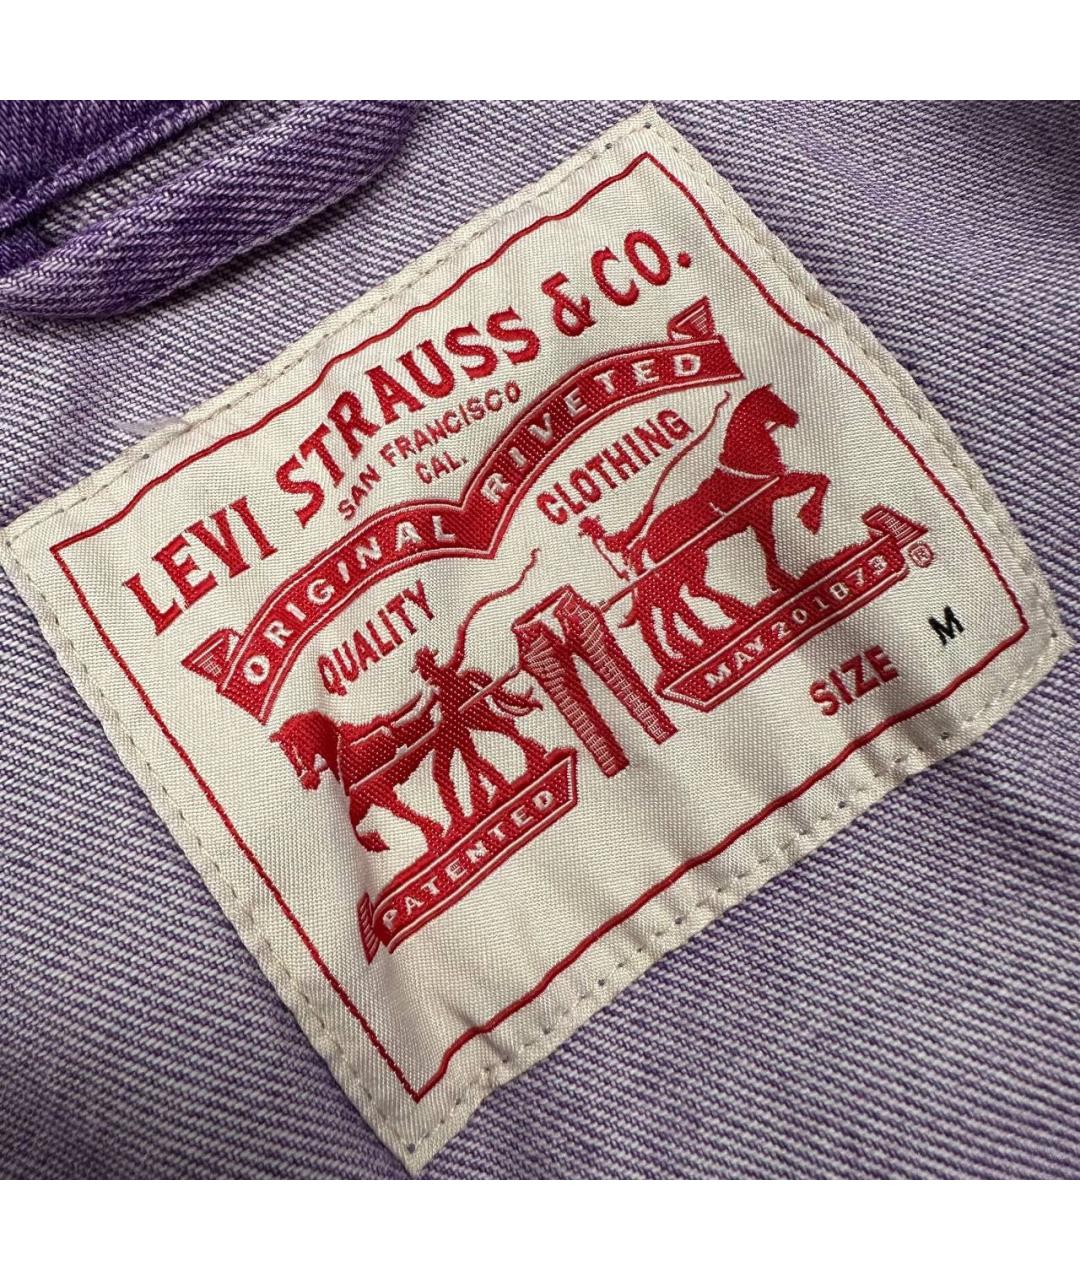 LEVI STRAUSS & CO.
SAN FRANCISCO
CAL.
ORIGINAL RIVETED
QUALITY CLOTHING
PATENTED MAY 20 1873 ®
SIZE M